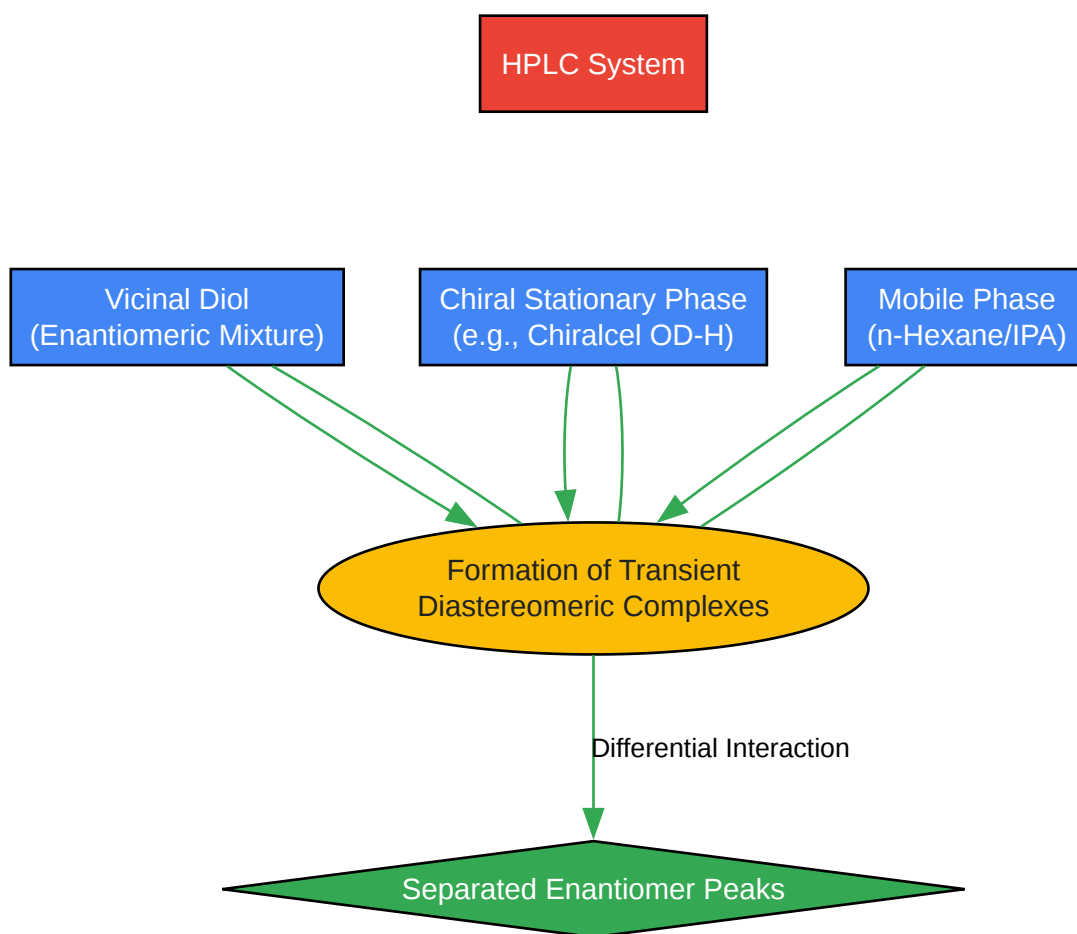 HPLC System
Vicinal Diol
(Enantiomeric Mixture)
Chiral Stationary Phase
(e.g., Chiralcel OD-H)
Mobile Phase
(n-Hexane/IPA)
Formation of Transient
Diastereomeric Complexes
Differential Interaction
Separated Enantiomer Peaks